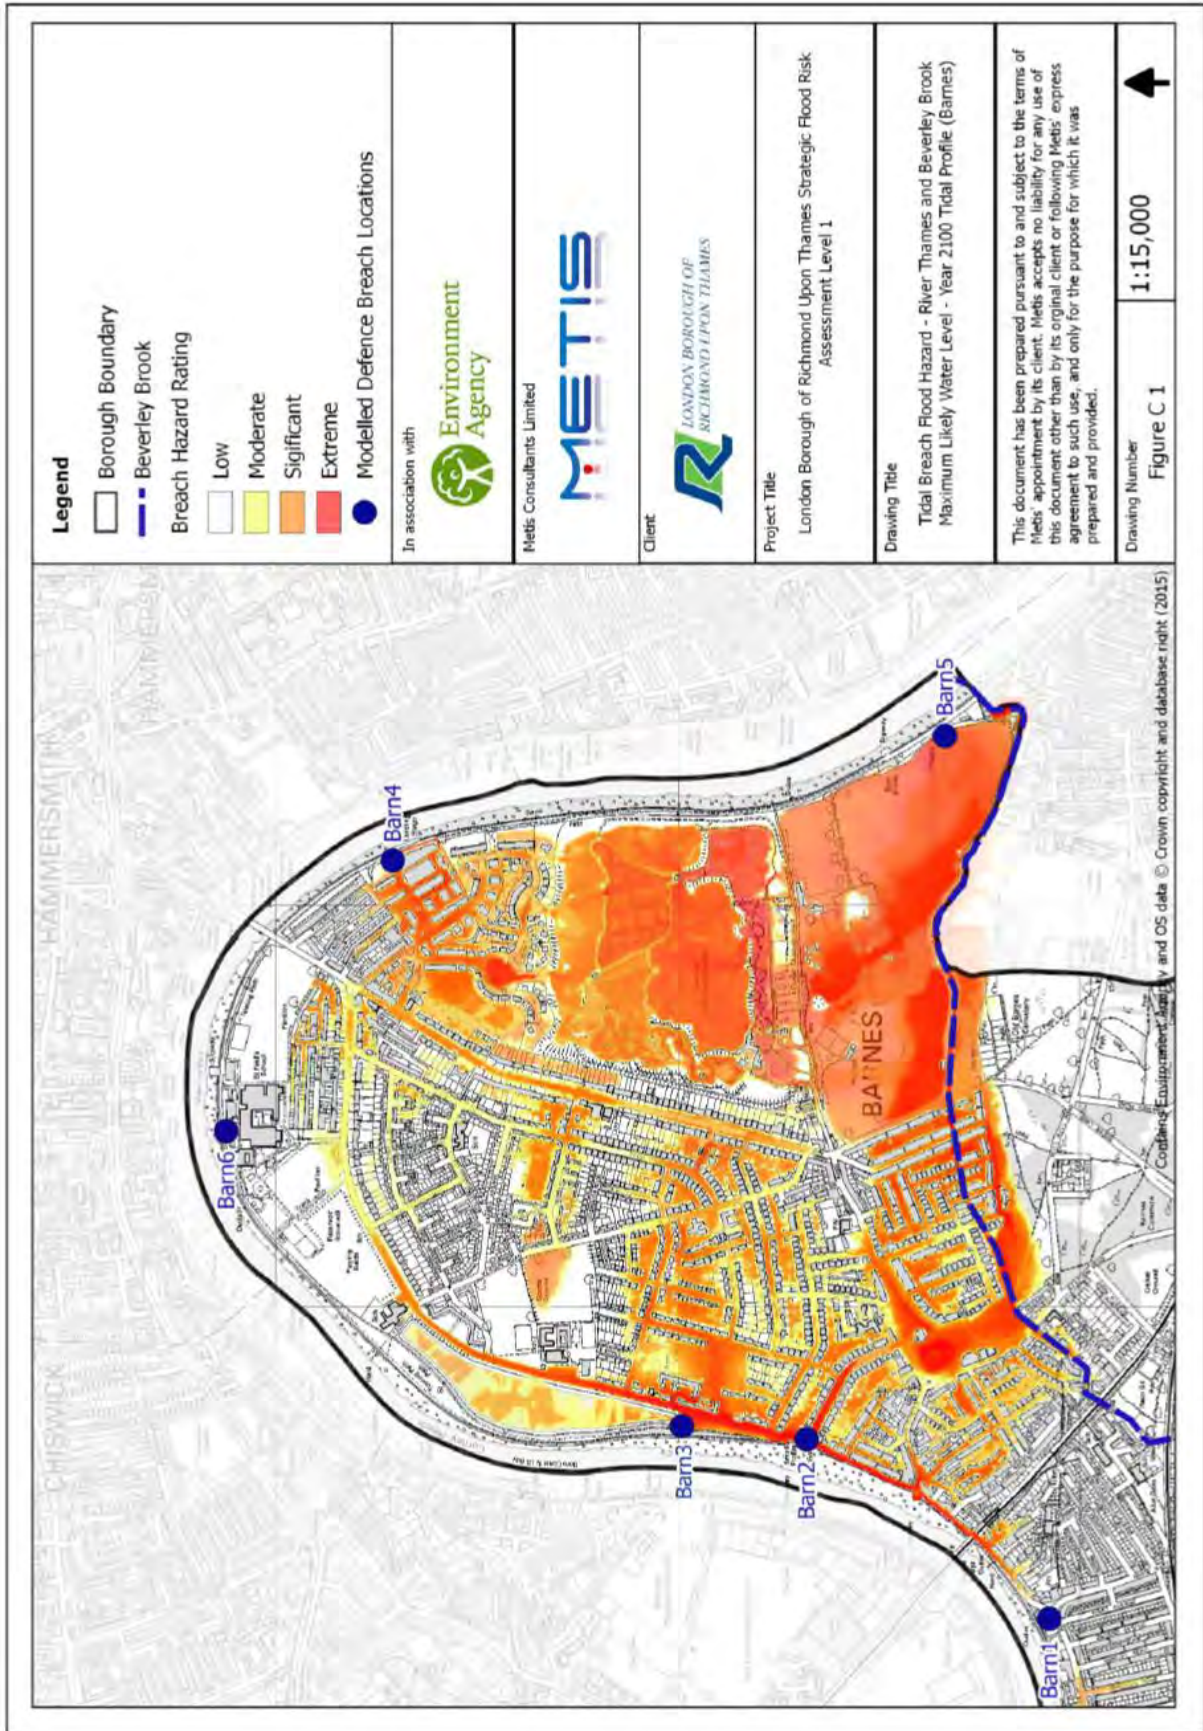 CHISWICK
HAMMERSMITH
HAMMERSM
HAMMERSM
Barn6
Barn4
Barn3
Barn2
Barn1
Barn5
BARNES
Contains Environment Agency and OS data © Crown copyright and database right (2015)
Legend
Borough Boundary
Beverley Brook
Breach Hazard Rating
Low
Moderate
Sigificant
Extreme
Modelled Defence Breach Locations
In association with
Environment
Agency
Metis Consultants Limited
METIS
Client
LONDON BOROUGH OF
RICHMOND UPON THAMES
Project Title
London Borough of Richmond Upon Thames Strategic Flood Risk
Assessment Level 1
Drawing Title
Tidal Breach Flood Hazard - River Thames and Beverley Brook
Maximum Likely Water Level - Year 2100 Tidal Profile (Barnes)
This document has been prepared pursuant to and subject to the terms of
Metis' appointment by its client. Metis accepts no liability for any use of
this document other than by its orginal client or following Metis' express
agreement to such use, and only for the purpose for which it was
prepared and provided.
Drawing Number
Figure C 1
1:15,000